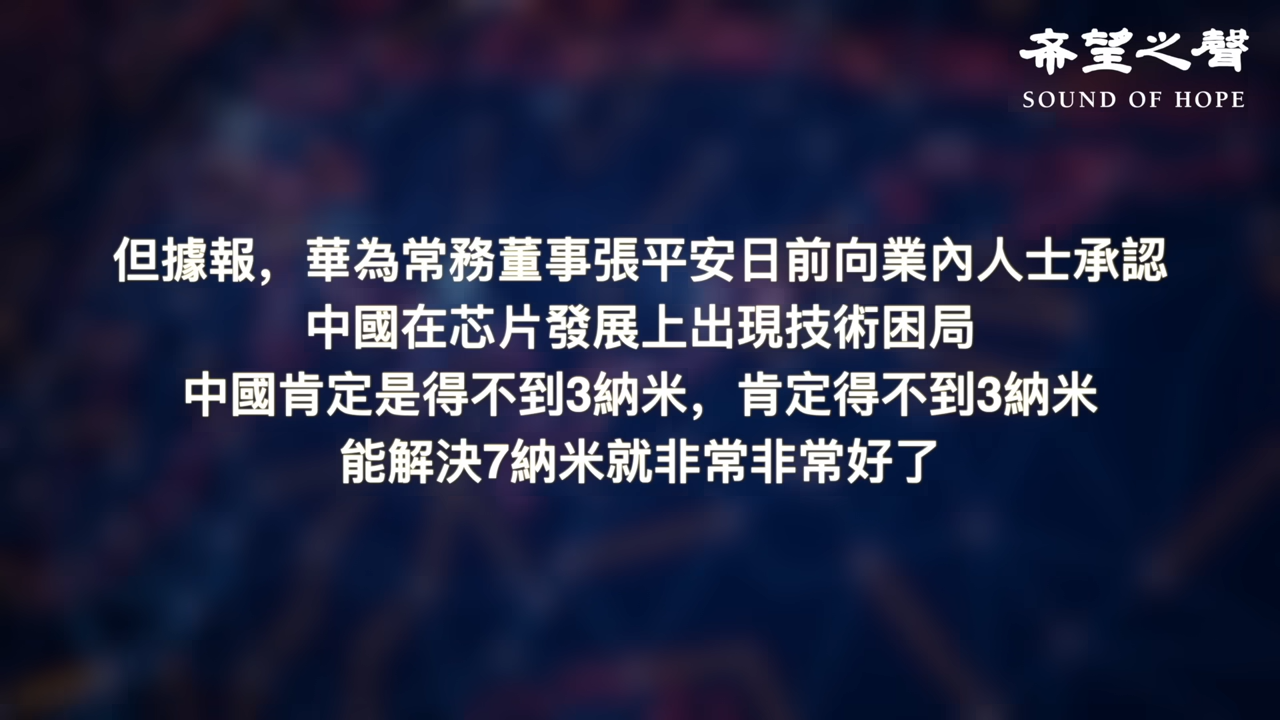 希望之聲
SOUND OF HOPE
但據報，華為常務董事張平安日前向業內人士承認
中國在芯片發展上出現技術困局
中國肯定是得不到3納米，肯定得不到3納米
能解決7納米就非常非常好了